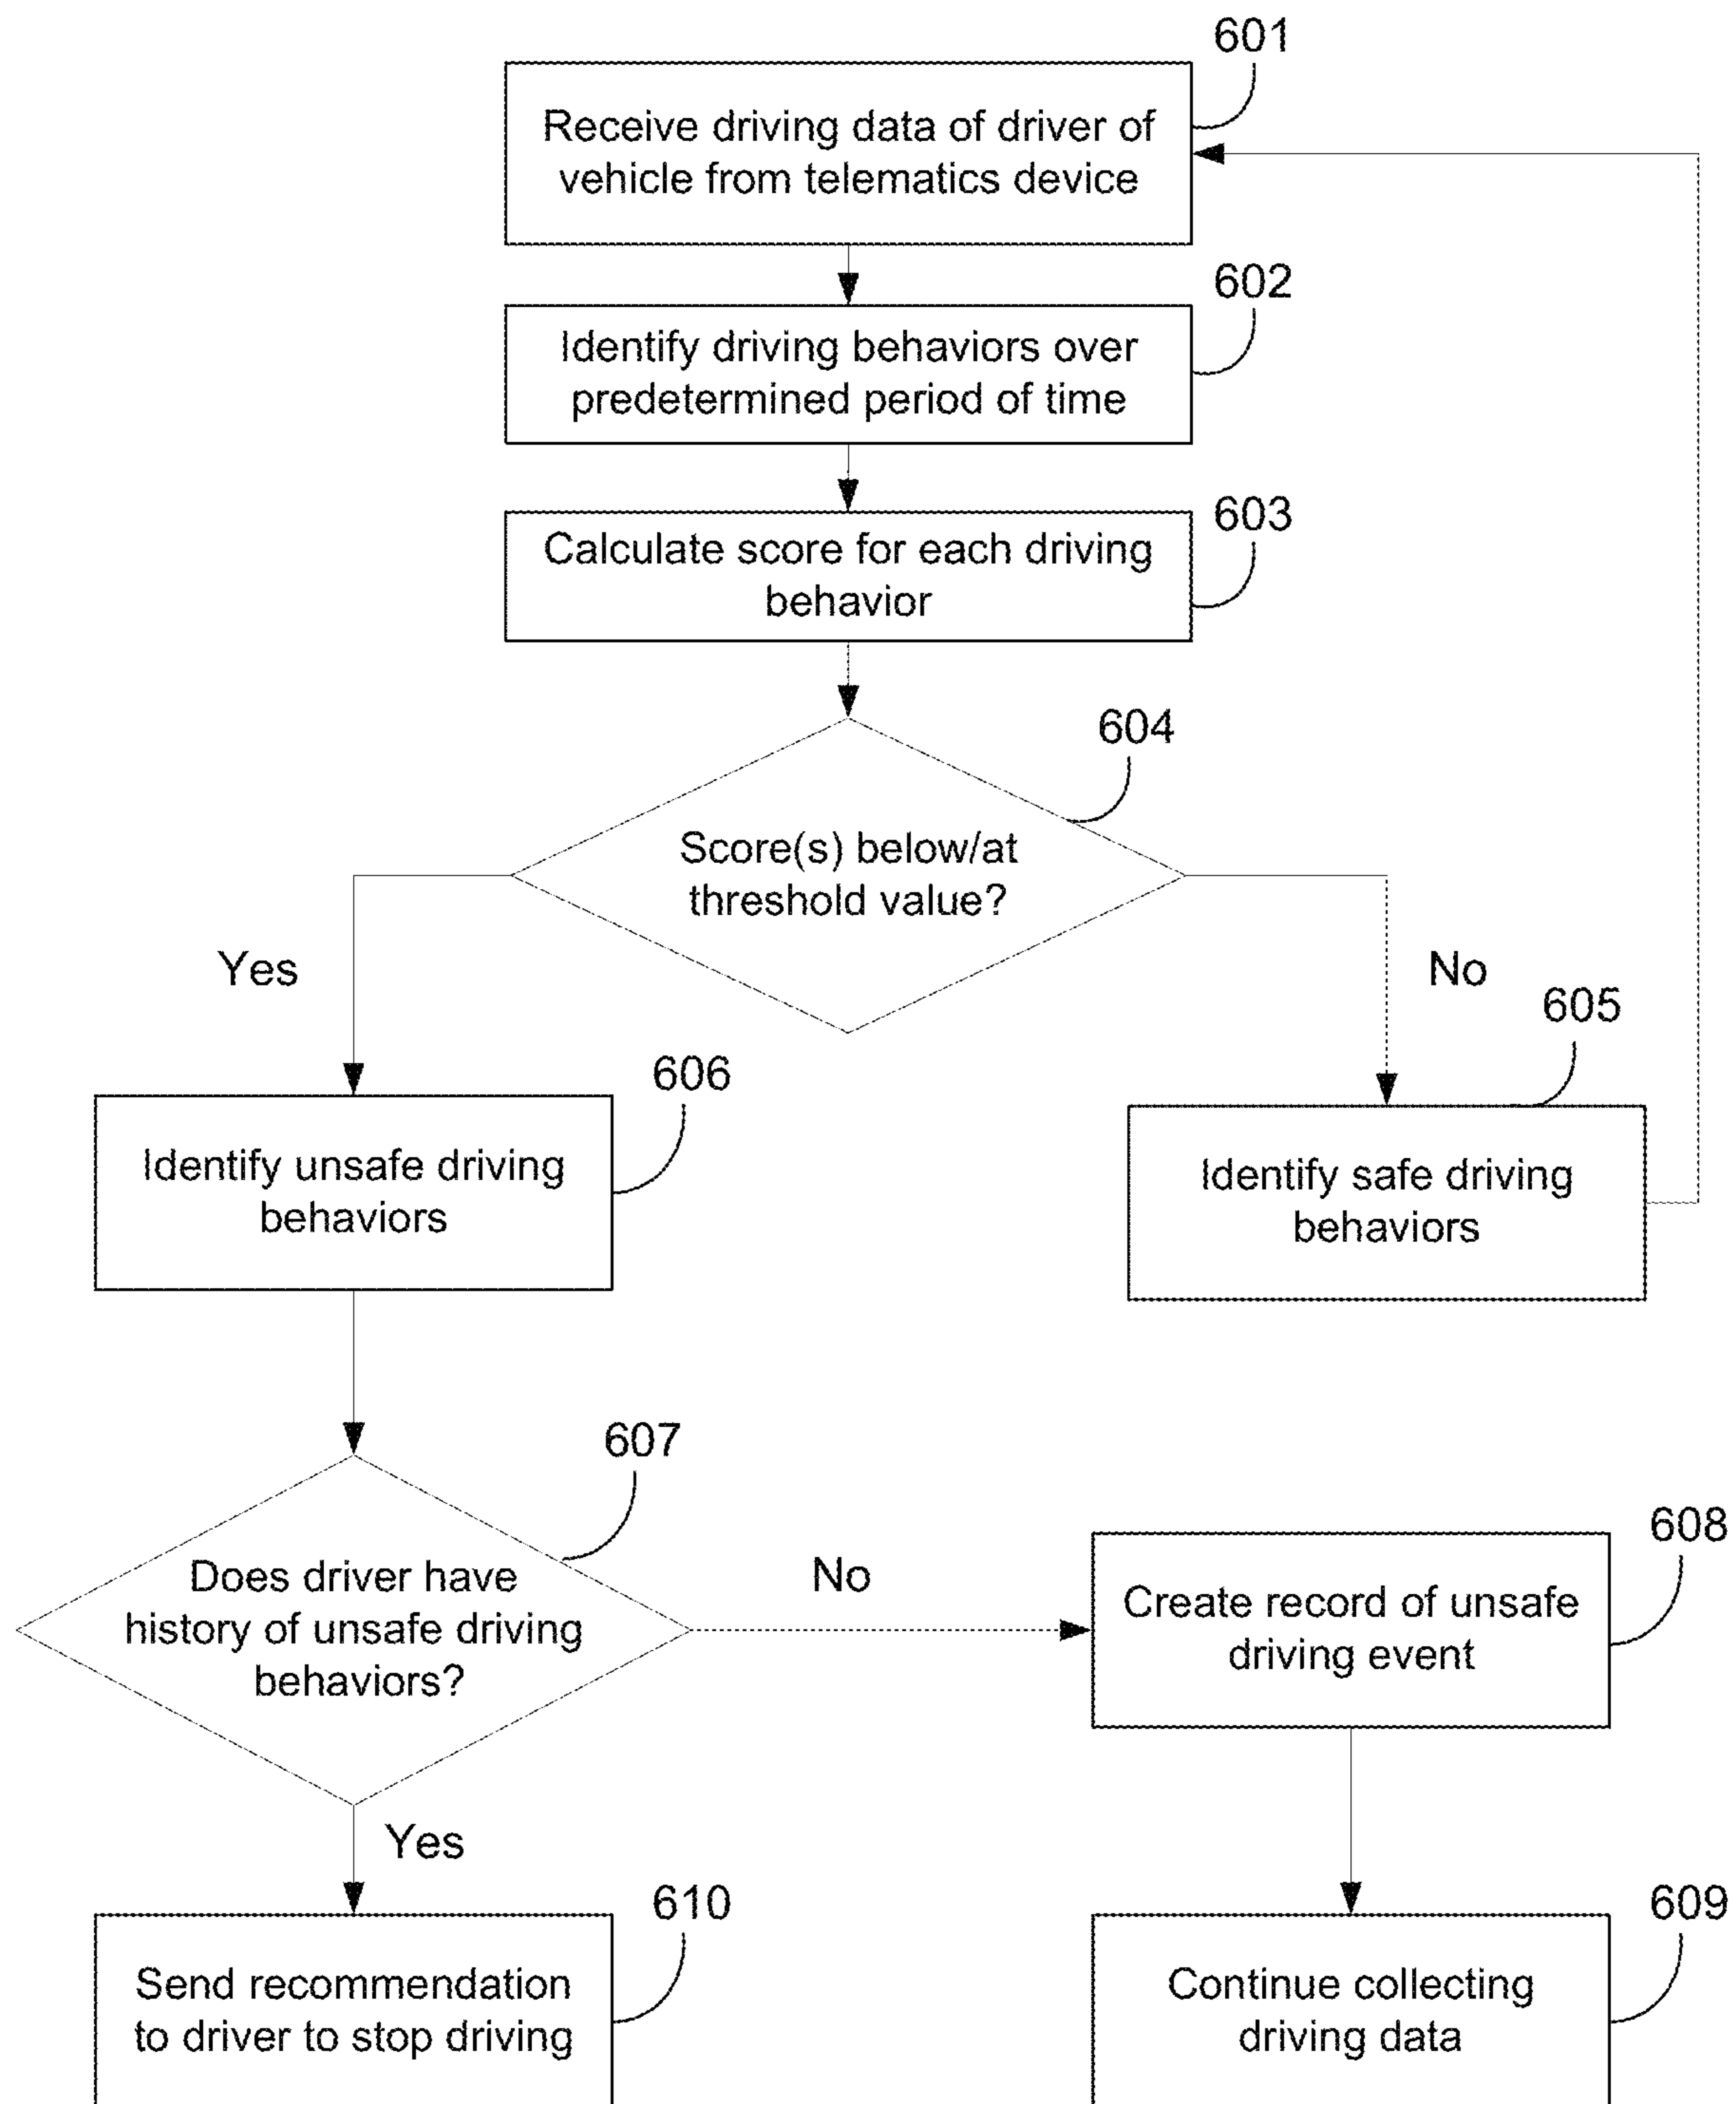 601
Receive driving data of driver of
vehicle from telematics device
602
Identify driving behaviors over
predetermined period of time
603
Calculate score for each driving
behavior
604
Score(s) below/at
threshold value?
Yes
No
605
606
Identify unsafe driving
behaviors
Identify safe driving
behaviors
607
Does driver have
history of unsafe driving
behaviors?
No
608
Create record of unsafe
driving event
Yes
610
Send recommendation
to driver to stop driving
609
Continue collecting
driving data